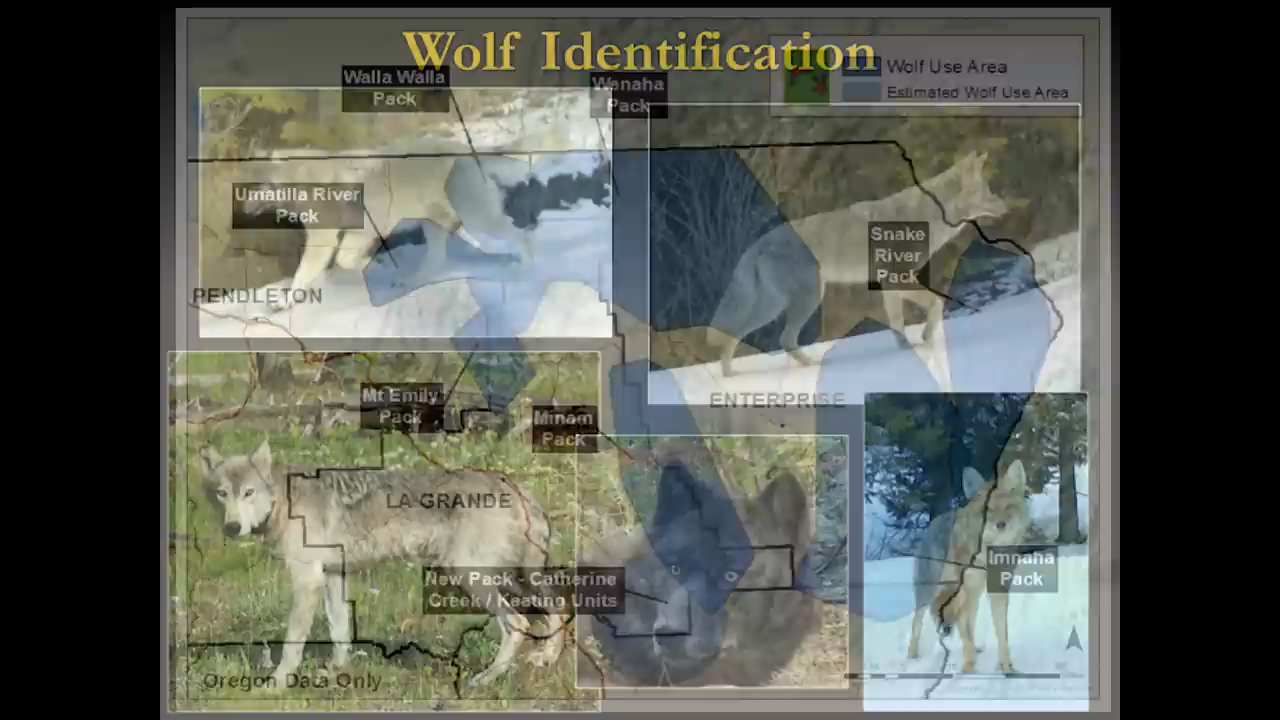 Wolf Identification
Walla Walla
Pack
Wenaha
Pack
Wolf Use Area
Estimated Wolf Use Area
Umatilla River
Pack
Snake
River
Pack
PENDLETON
ENTERPRISE
Mt Emily
Pack
Minam
Pack
LA GRANDE
New Pack - Catherine
Creek / Keating Units
Imnaha
Pack
Oregon Data Only